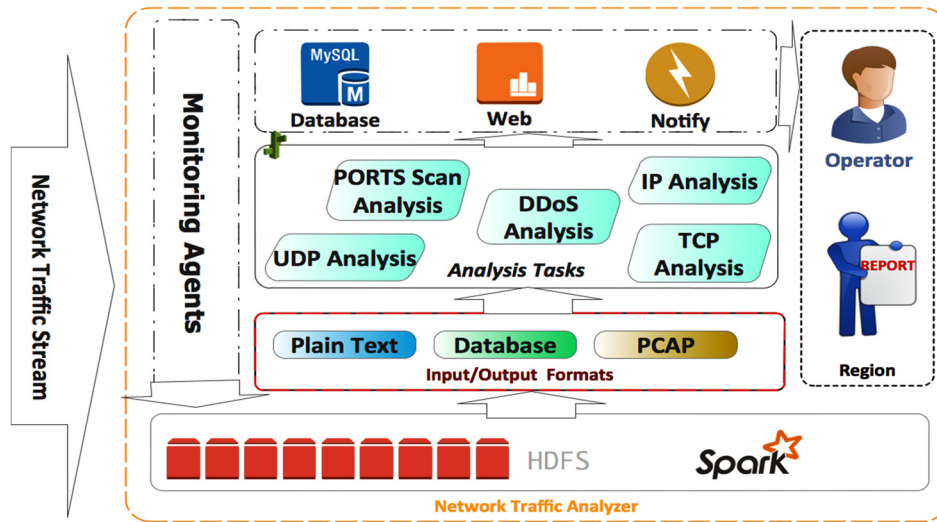 Network Traffic Stream
Monitoring Agents
MySQL
M
Database
Web
Notify
PORTS Scan
Analysis
DDoS
Analysis
IP Analysis
UDP Analysis
TCP
Analysis
Analysis Tasks
Plain Text
Database
PCAP
Input/Output Formats
Operator
REPORT
Region
HDFS
Spark
Network Traffic Analyzer